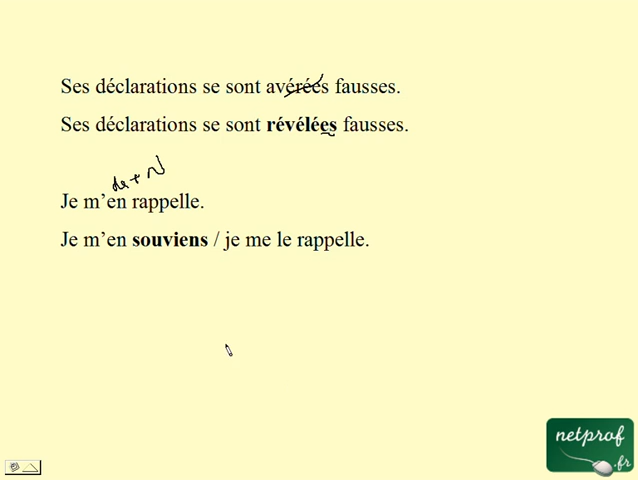 Ses déclarations se sont avérées fausses.
Ses déclarations se sont révélées fausses.
de + N
Je m'en rappelle.
Je m'en souviens / je me le rappelle.
netprof
.fr